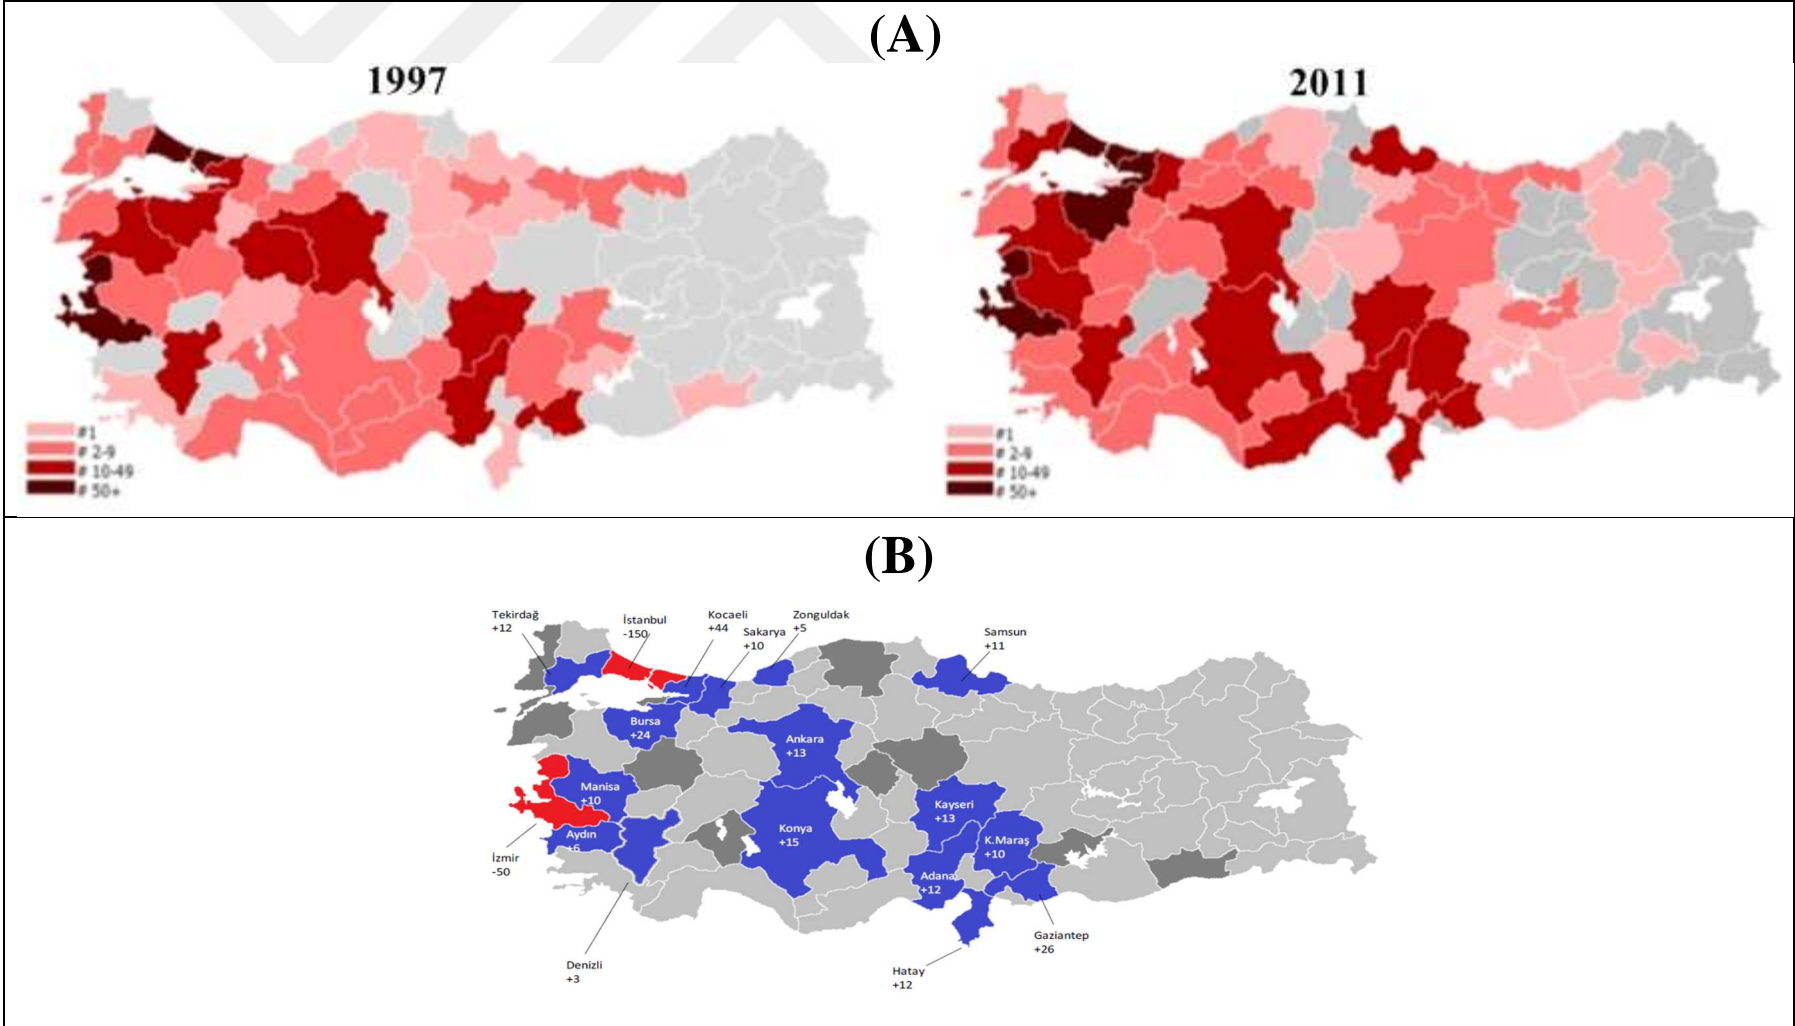 (A)
1997
2011
#1
# 2-9
# 10-49
# 50+
#1
# 2-9
# 10-49
# 50+
(B)
Tekirdağ
+12
İstanbul
-150
Kocaeli
+44
Sakarya
+10
Zonguldak
+5
Samsun
+11
Bursa
+24
Ankara
+13
Manisa
+10
Aydın
+6
İzmir
-50
Konya
+15
Kayseri
+13
K.Maraş
+10
Adana
+12
Gaziantep
+26
Denizli
+3
Hatay
+12